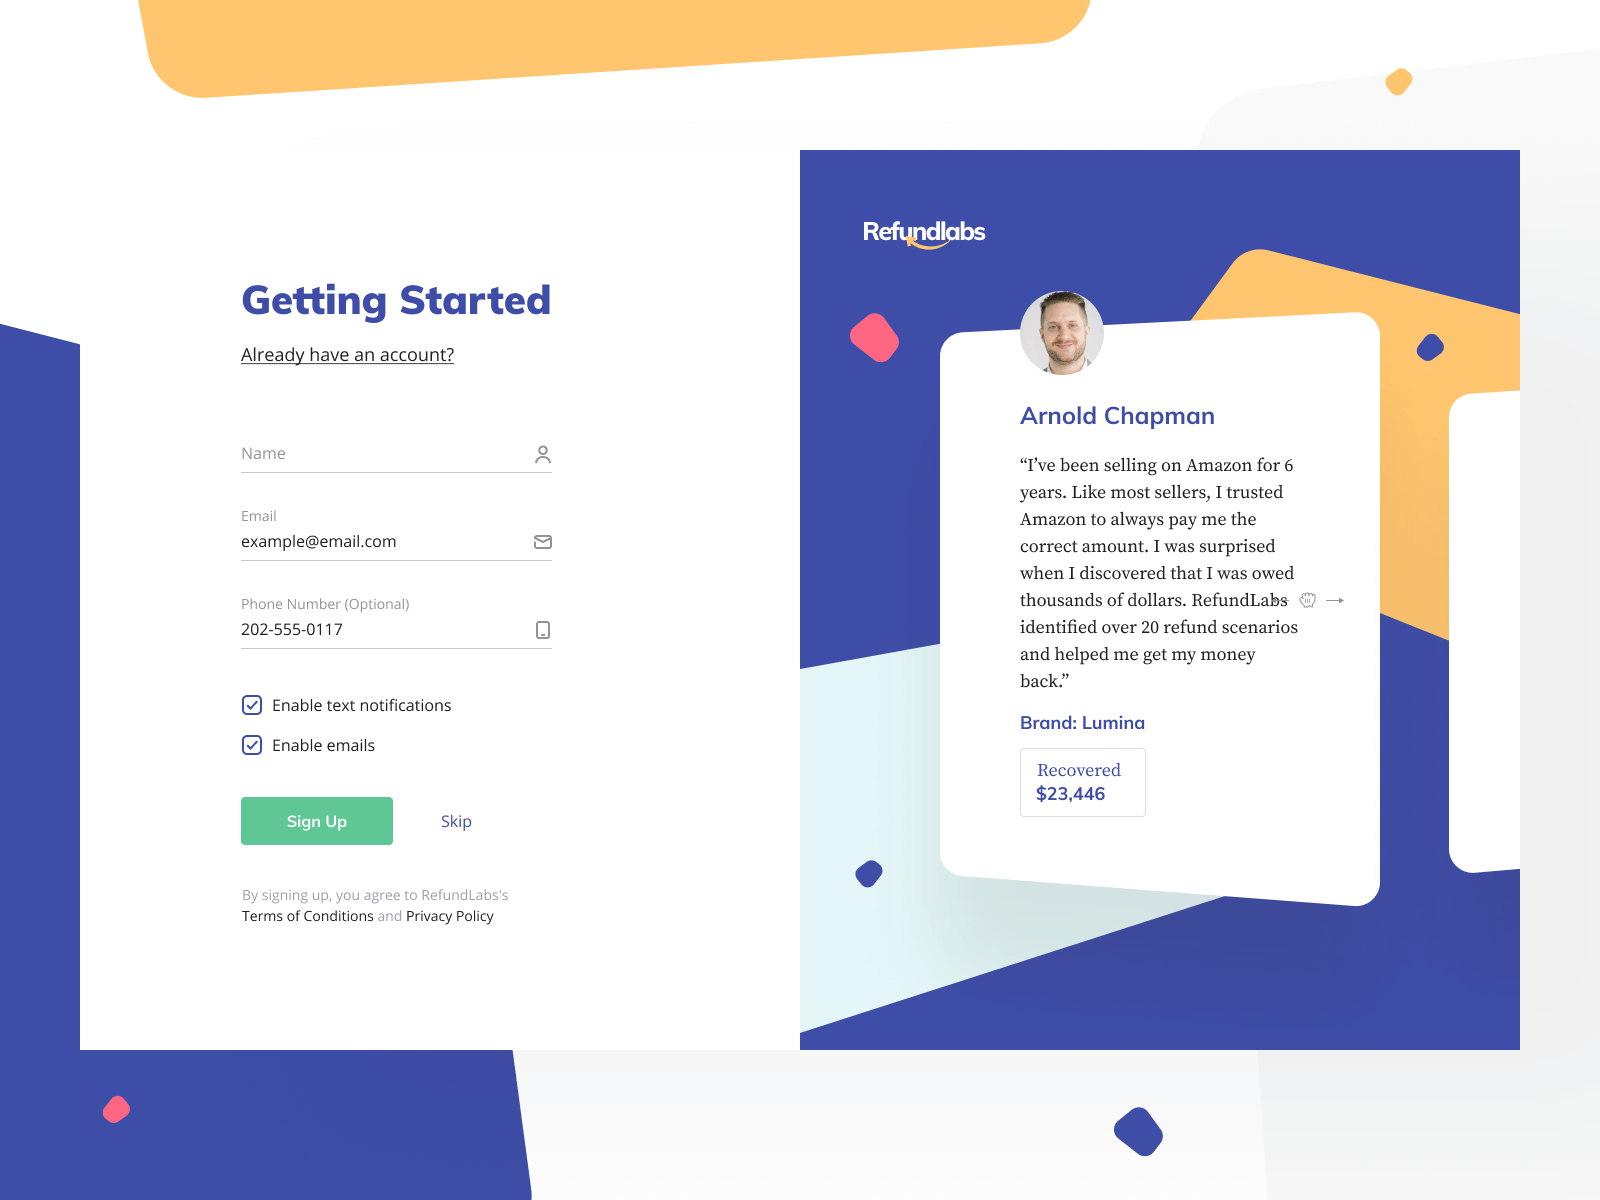 Getting Started
Already have an account?
Name
Email
example@email.com
Phone Number (Optional)
202-555-0117
Enable text notifications
Enable emails
Sign Up
Skip
By signing up, you agree to RefundLabs's
Terms of Conditions and Privacy Policy
Refundlabs
Arnold Chapman
“I’ve been selling on Amazon for 6
years. Like most sellers, I trusted
Amazon to always pay me the
correct amount. I was surprised
when I discovered that I was owed
thousands of dollars. RefundLabs
identified over 20 refund scenarios
and helped me get my money
back.”
Brand: Lumina
Recovered
$23,446